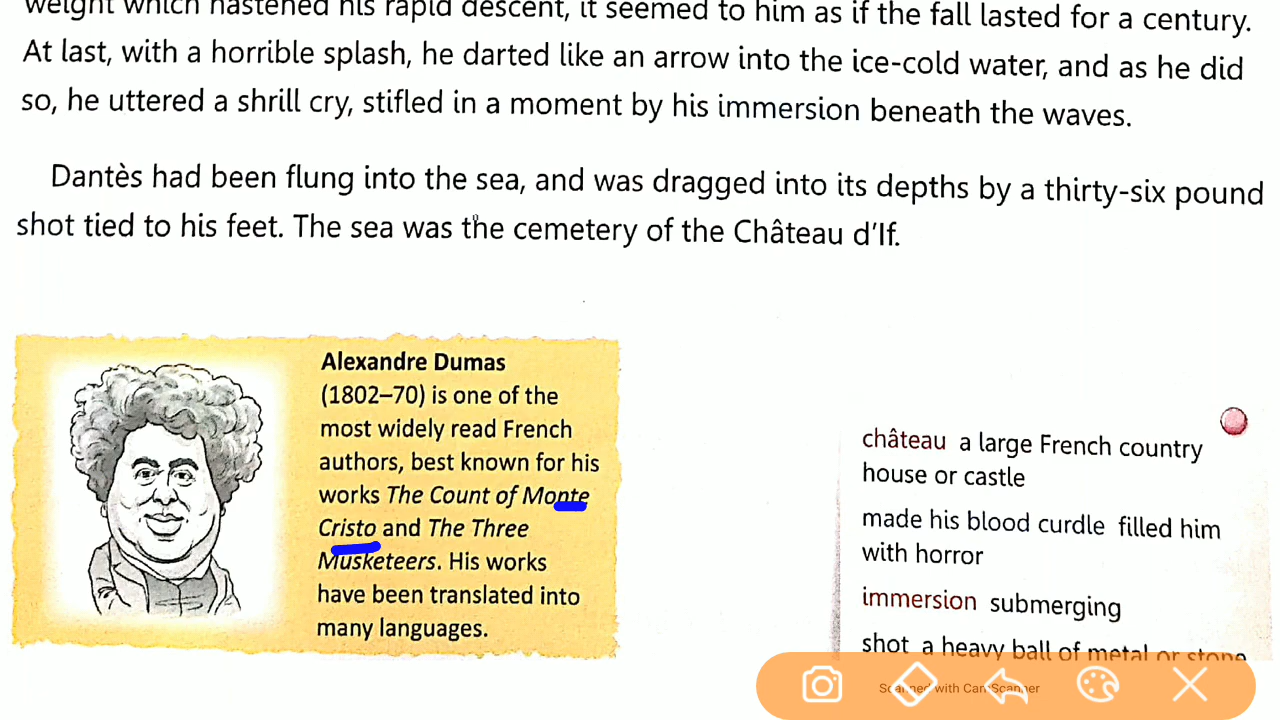 weight which hastened his rapid descent, it seemed to him as if the fall lasted for a century.
At last, with a horrible splash, he darted like an arrow into the ice-cold water, and as he did
so, he uttered a shrill cry, stifled in a moment by his immersion beneath the waves.
Dantès had been flung into the sea, and was dragged into its depths by a thirty-six pound
shot tied to his feet. The sea was the cemetery of the Château d'If.
Alexandre Dumas
(1802–70) is one of the
most widely read French
authors, best known for his
works The Count of Monte
Cristo and The Three
Musketeers. His works
have been translated into
many languages.
château a large French country
house or castle
made his blood curdle filled him
with horror
immersion submerging
shot a heavy ball of metal or stone
Scanned with CamScanner